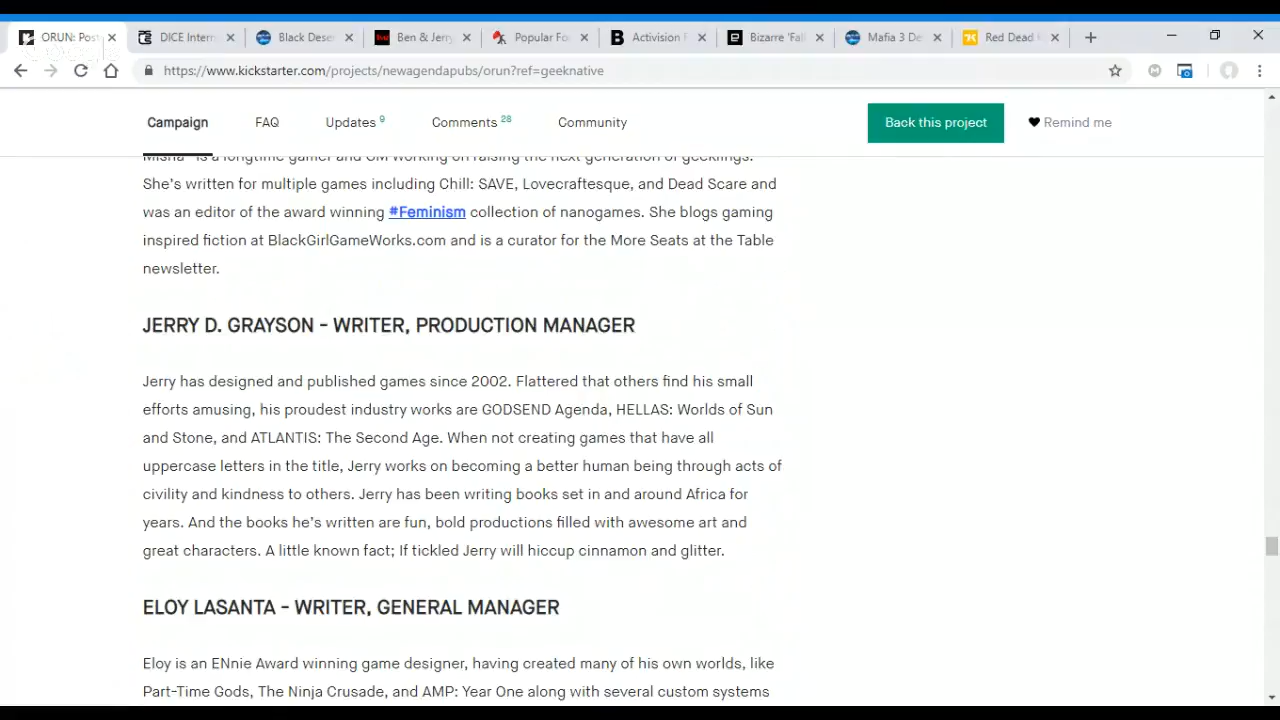 ORUN: Pos
DICE Intern
Black Deser
Ben & Jerry
Popular Fo
Activision F
Bizarre 'Fal
Mafia 3 De
Red Dead
https://www.kickstarter.com/projects/newagendapubs/orun?ref=geeknative
Campaign
FAQ
Updates 9
Comments 28
Community
Back this project
Remind me
is a longtime gamer and GM working on raising the next generation of geeklings.
She's written for multiple games including Chill: SAVE, Lovecraftesque, and Dead Scare and
was an editor of the award winning #Feminism collection of nanogames. She blogs gaming
inspired fiction at BlackGirlGameWorks.com and is a curator for the More Seats at the Table
newsletter.
JERRY D. GRAYSON - WRITER, PRODUCTION MANAGER
Jerry has designed and published games since 2002. Flattered that others find his small
efforts amusing, his proudest industry works are GODSEND Agenda, HELLAS: Worlds of Sun
and Stone, and ATLANTIS: The Second Age. When not creating games that have all
uppercase letters in the title, Jerry works on becoming a better human being through acts of
civility and kindness to others. Jerry has been writing books set in and around Africa for
years. And the books he's written are fun, bold productions filled with awesome art and
great characters. A little known fact; If tickled Jerry will hiccup cinnamon and glitter.
ELOY LASANTA - WRITER, GENERAL MANAGER
Eloy is an ENnie Award winning game designer, having created many of his own worlds, like
Part-Time Gods, The Ninja Crusade, and AMP: Year One along with several custom systems